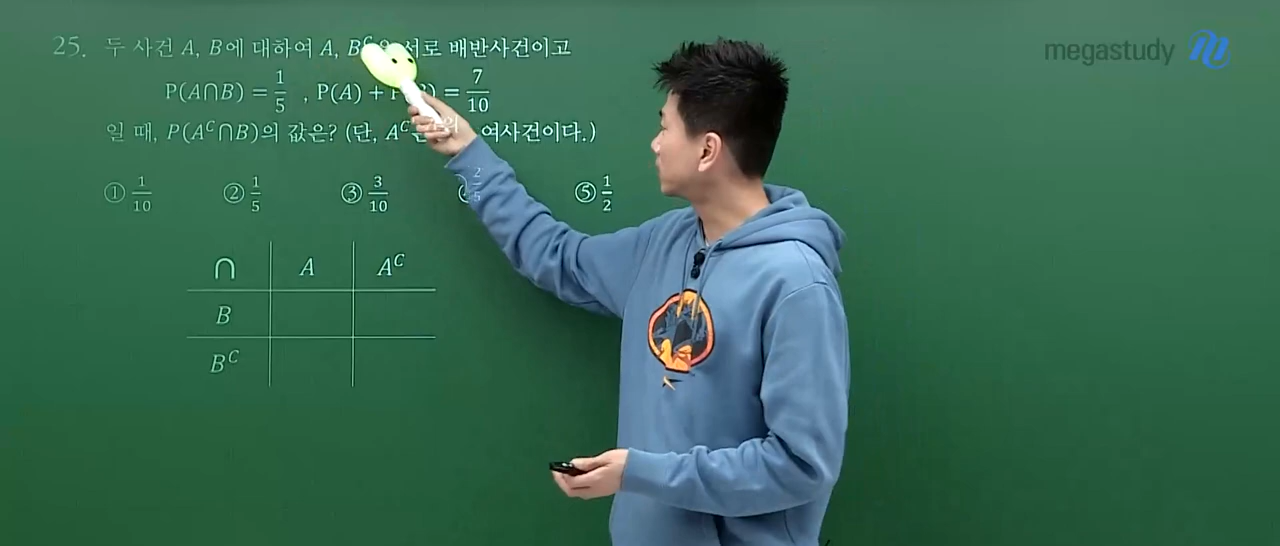 megastudy
25. 두 사건 A, B에 대하여 A, B^C 서로 배반사건이고
P(A∩B) = 1/5 , P(A) + = 7/10
일 때, P(A^C∩B)의 값은? (단, A^C 여사건이다.)
① 1/10 ② 1/5 ③ 3/10 2/5 ⑤ 1/2
∩ A A^C
B
B^C